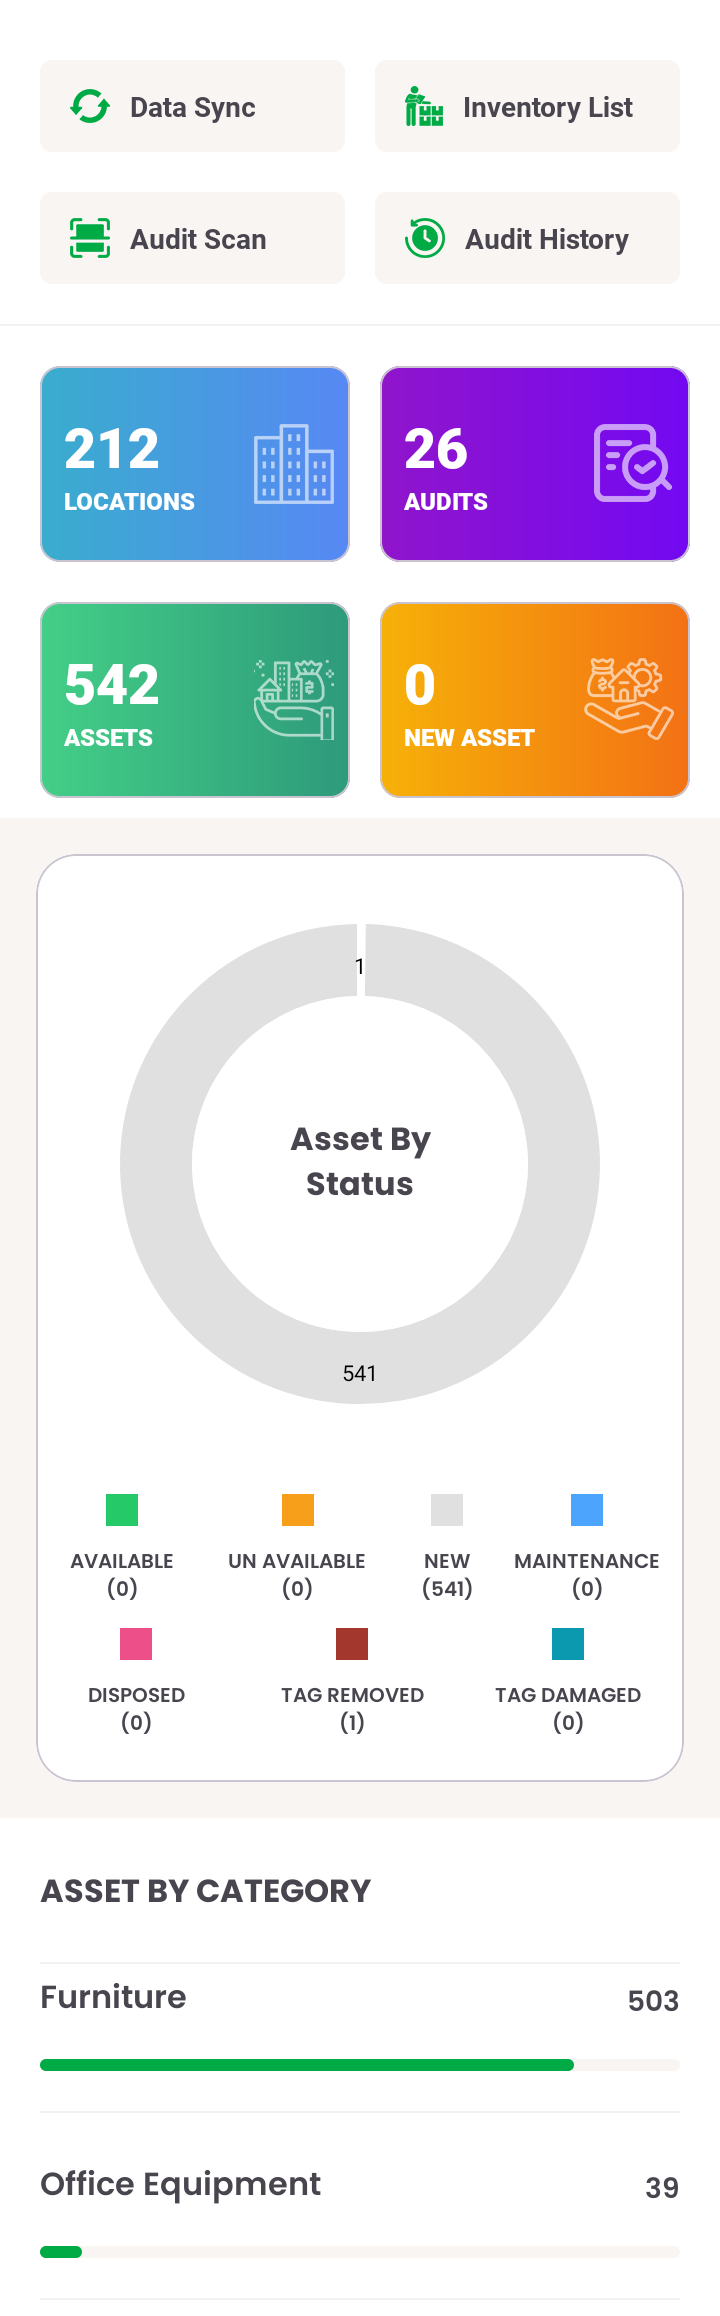 Data Sync
Inventory List
Audit Scan
Audit History
212
LOCATIONS
26
AUDITS
542
ASSETS
0
NEW ASSET
1
Asset By
Status
541
AVAILABLE
(0)
UN AVAILABLE
(0)
NEW
(541)
MAINTENANCE
(0)
DISPOSED
(0)
TAG REMOVED
(1)
TAG DAMAGED
(0)
ASSET BY CATEGORY
Furniture
503
Office Equipment
39